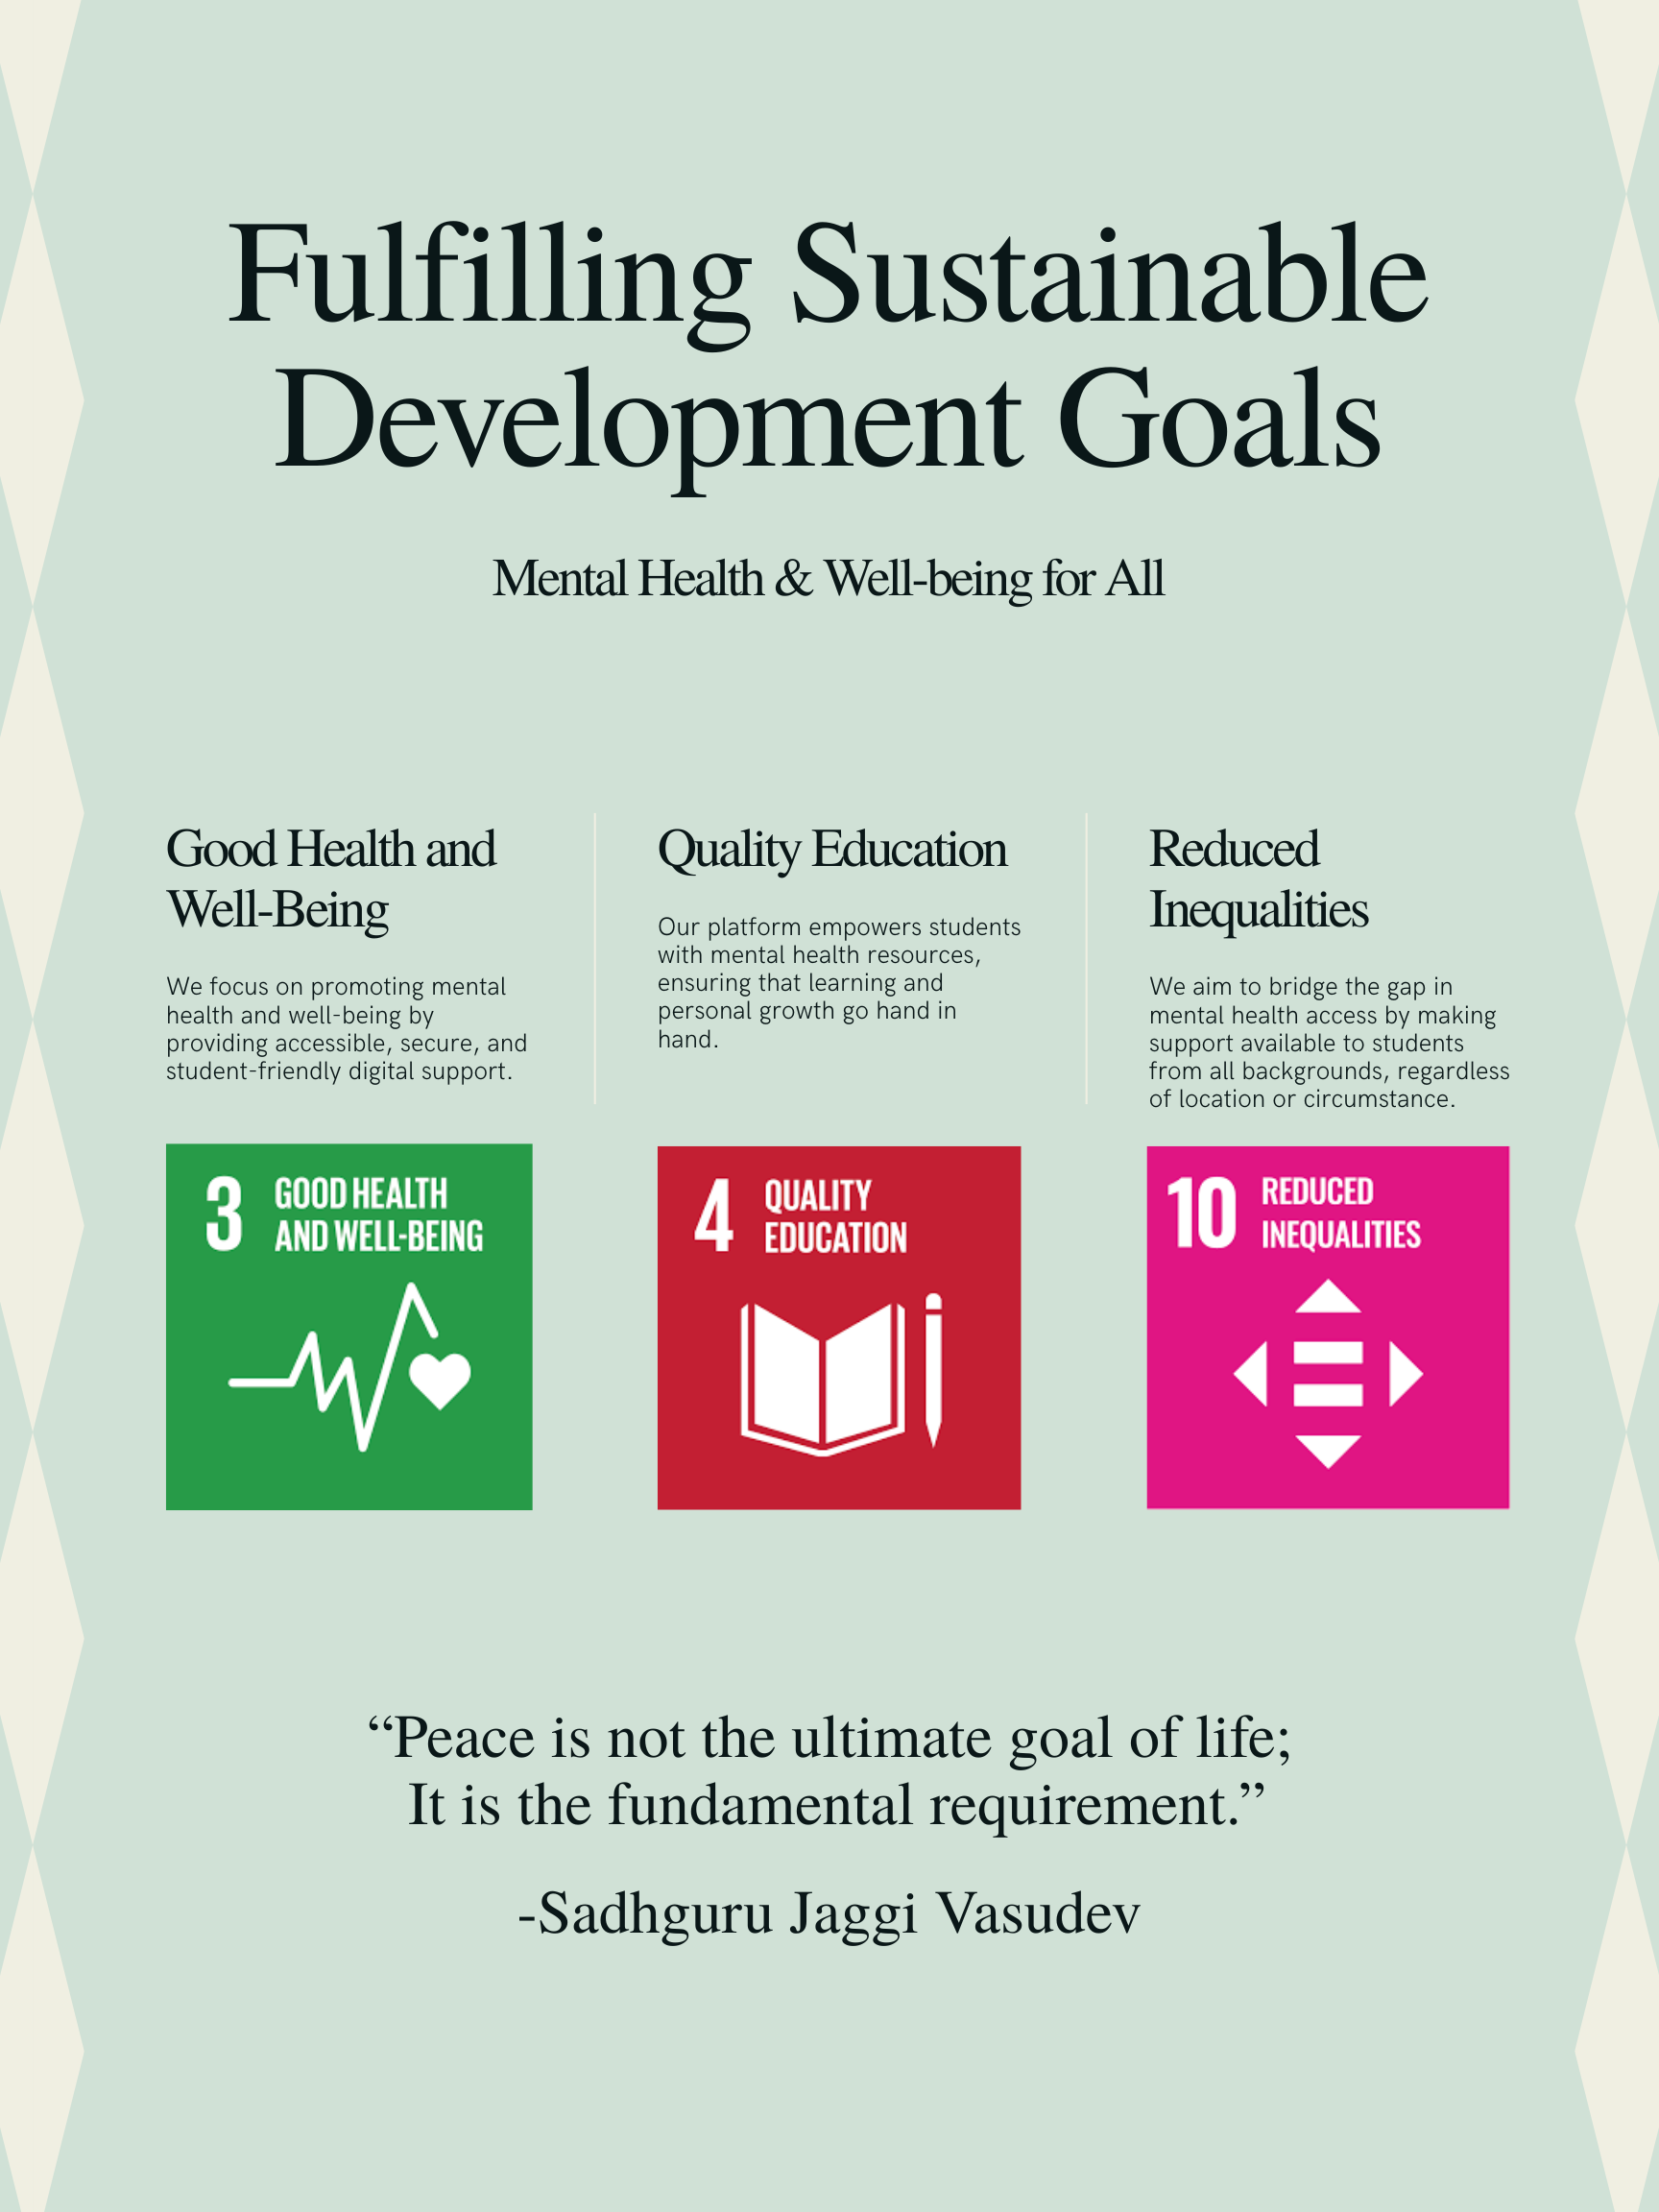 Fulfilling Sustainable
Development Goals
Mental Health & Well-being for All
Good Health and
Well-Being
We focus on promoting mental
health and well-being by
providing accessible, secure, and
student-friendly digital support.
Quality Education
Our platform empowers students
with mental health resources,
ensuring that learning and
personal growth go hand in
hand.
Reduced
Inequalities
We aim to bridge the gap in
mental health access by making
support available to students
from all backgrounds, regardless
of location or circumstance.
3 GOOD HEALTH
AND WELL-BEING
4 QUALITY
EDUCATION
10 REDUCED
INEQUALITIES
“Peace is not the ultimate goal of life;
It is the fundamental requirement.”
-Sadhguru Jaggi Vasudev